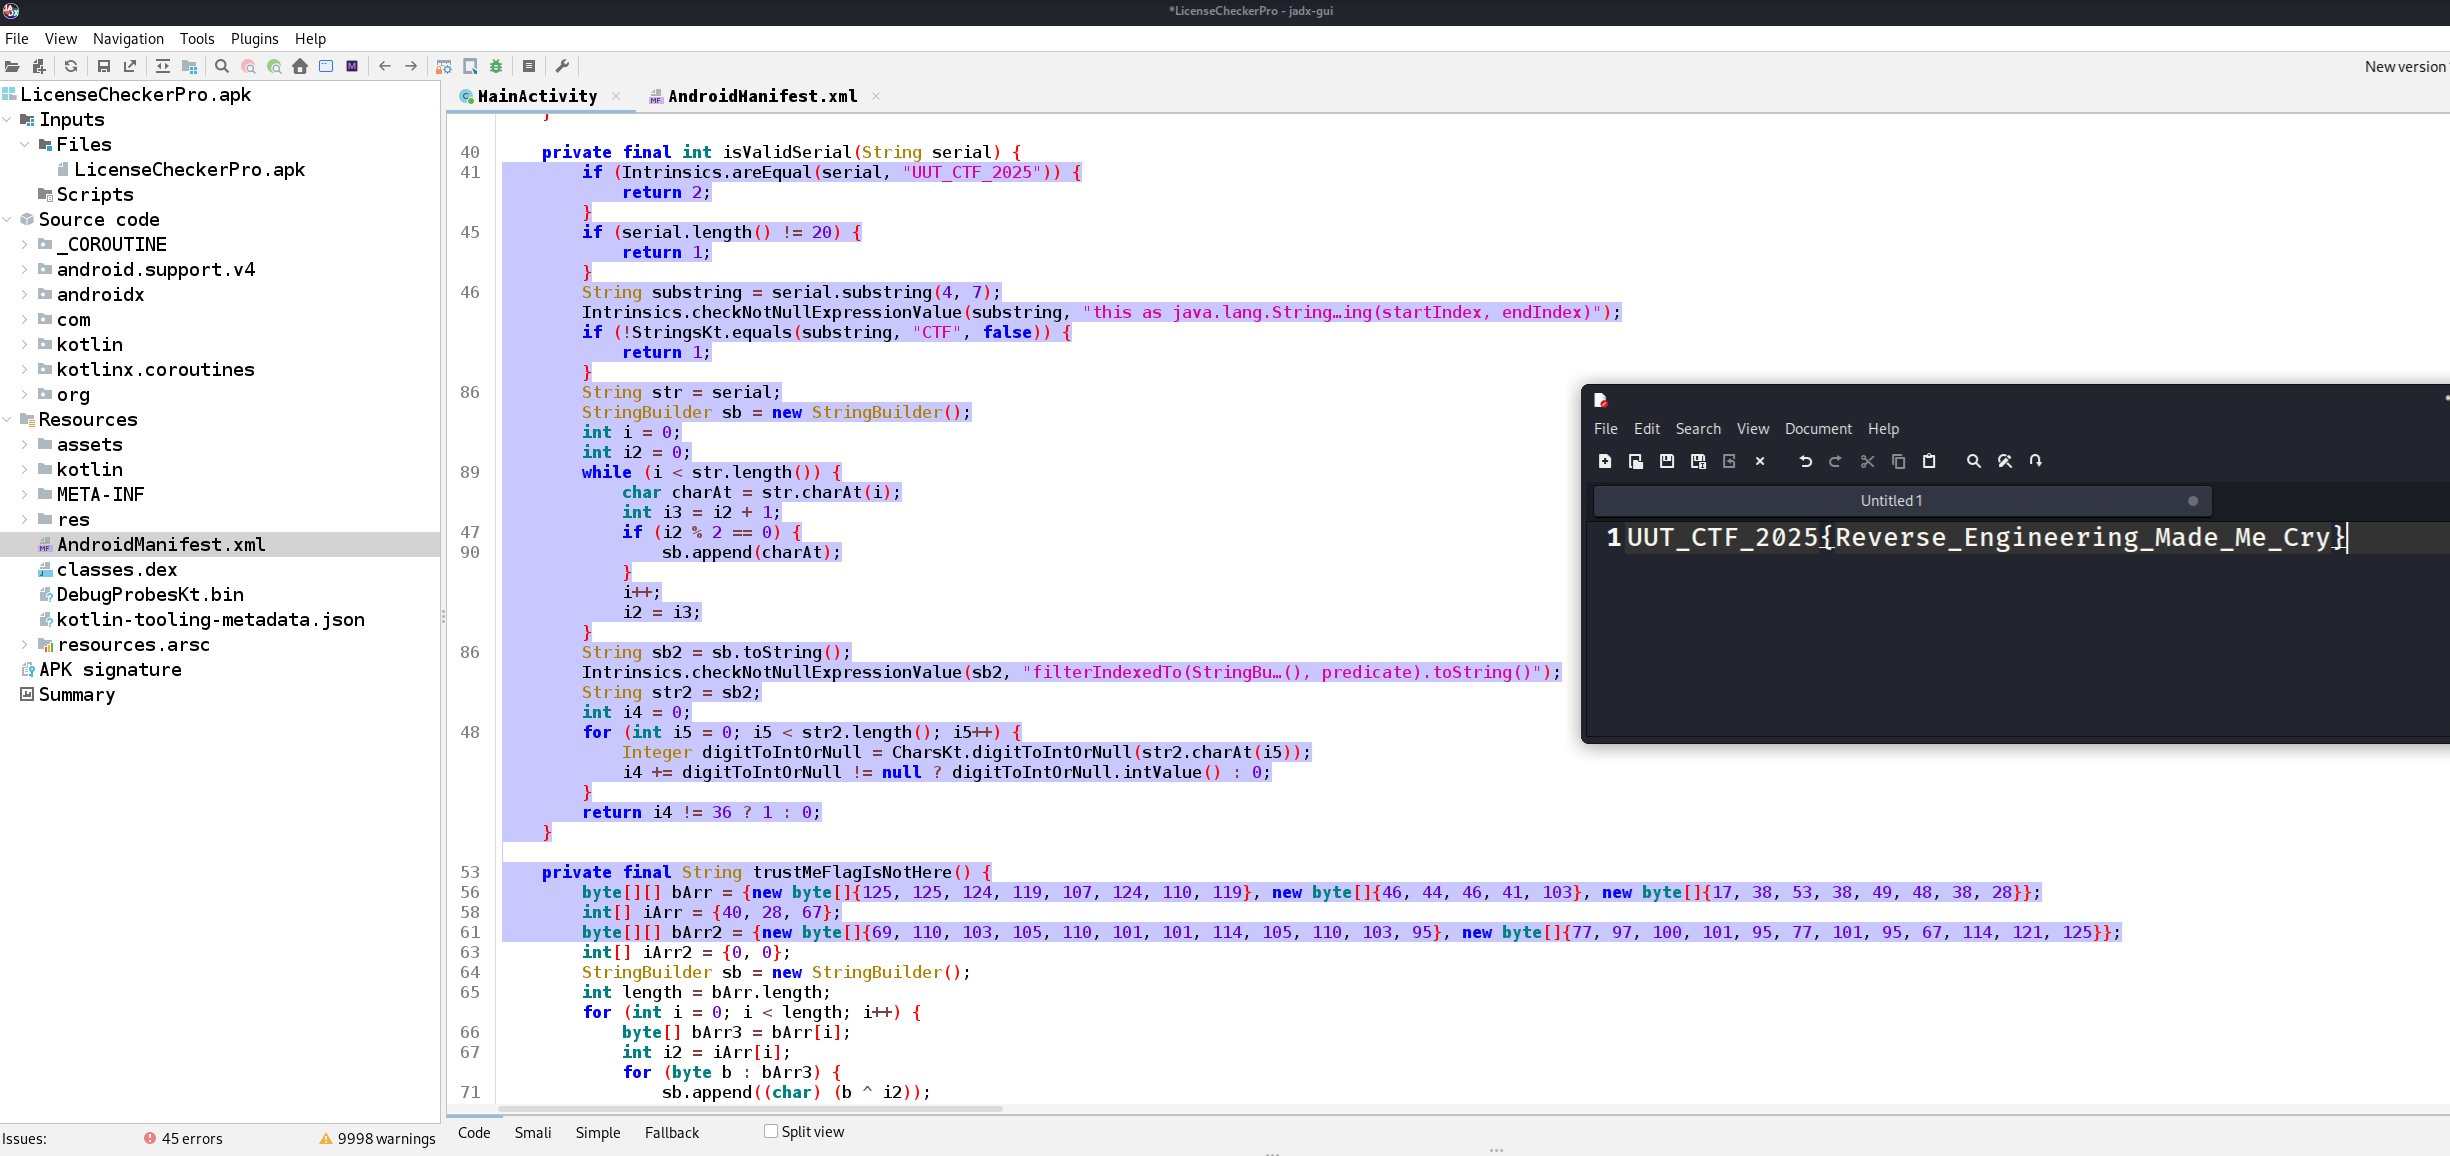 *LicenseCheckerPro - jadx-gui
File View Navigation Tools Plugins Help
New version
LicenseCheckerPro.apk
Inputs
Files
LicenseCheckerPro.apk
Scripts
Source code
_COROUTINE
android.support.v4
androidx
com
kotlin
kotlinx.coroutines
org
Resources
assets
kotlin
META-INF
res
AndroidManifest.xml
classes.dex
DebugProbesKt.bin
kotlin-tooling-metadata.json
resources.arsc
APK signature
Summary
Issues: 45 errors 9998 warnings
MainActivity × AndroidManifest.xml ×
}
40 private final int isValidSerial(String serial) {
41 if (Intrinsics.areEqual(serial, "UUT_CTF_2025")) {
return 2;
}
45 if (serial.length() != 20) {
return 1;
}
46 String substring = serial.substring(4, 7);
Intrinsics.checkNotNullExpressionValue(substring, "this as java.lang.String…ing(startIndex, endIndex)");
if (!StringsKt.equals(substring, "CTF", false)) {
return 1;
}
86 String str = serial;
StringBuilder sb = new StringBuilder();
int i = 0;
int i2 = 0;
89 while (i < str.length()) {
char charAt = str.charAt(i);
int i3 = i2 + 1;
47 if (i2 % 2 == 0) {
90 sb.append(charAt);
}
i++;
i2 = i3;
}
86 String sb2 = sb.toString();
Intrinsics.checkNotNullExpressionValue(sb2, "filterIndexedTo(StringBu…(), predicate).toString()");
String str2 = sb2;
int i4 = 0;
48 for (int i5 = 0; i5 < str2.length(); i5++) {
Integer digitToIntOrNull = CharsKt.digitToIntOrNull(str2.charAt(i5));
i4 += digitToIntOrNull != null ? digitToIntOrNull.intValue() : 0;
}
return i4 != 36 ? 1 : 0;
}
53 private final String trustMeFlagIsNotHere() {
56 byte[][] bArr = {new byte[]{125, 125, 124, 119, 107, 124, 110, 119}, new byte[]{46, 44, 46, 41, 103}, new byte[]{17, 38, 53, 38, 49, 48, 38, 28}};
58 int[] iArr = {40, 28, 67};
61 byte[][] bArr2 = {new byte[]{69, 110, 103, 105, 110, 101, 101, 114, 105, 110, 103, 95}, new byte[]{77, 97, 100, 101, 95, 77, 101, 95, 67, 114, 121, 125}};
63 int[] iArr2 = {0, 0};
64 StringBuilder sb = new StringBuilder();
65 int length = bArr.length;
for (int i = 0; i < length; i++) {
66 byte[] bArr3 = bArr[i];
67 int i2 = iArr[i];
for (byte b : bArr3) {
71 sb.append((char) (b ^ i2));
Code Smali Simple Fallback Split view
File Edit Search View Document Help
Untitled 1
1 UUT_CTF_2025{Reverse_Engineering_Made_Me_Cry}